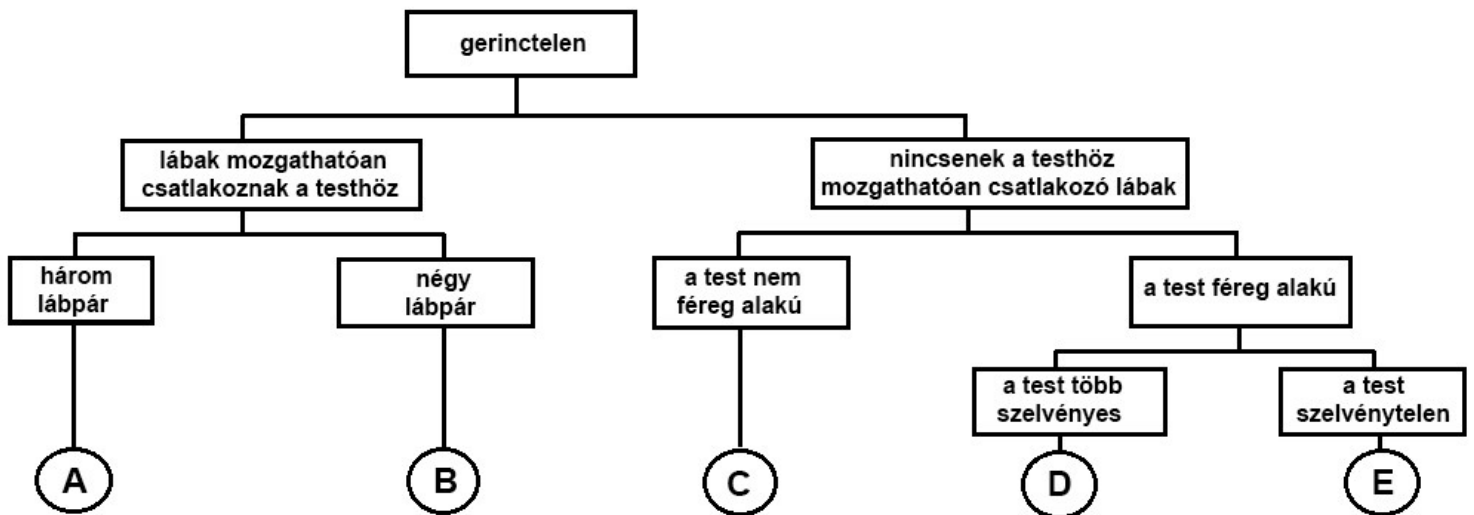 gerinctelen
lábak mozgathatóan
csatlakoznak a testhöz
nincsenek a testhöz
mozgathatóan csatlakozó lábak
három
lábpár
négy
lábpár
a test nem
féreg alakú
a test féreg alakú
a test több
szelvényes
a test
szelvénytelen
A
B
C
D
E